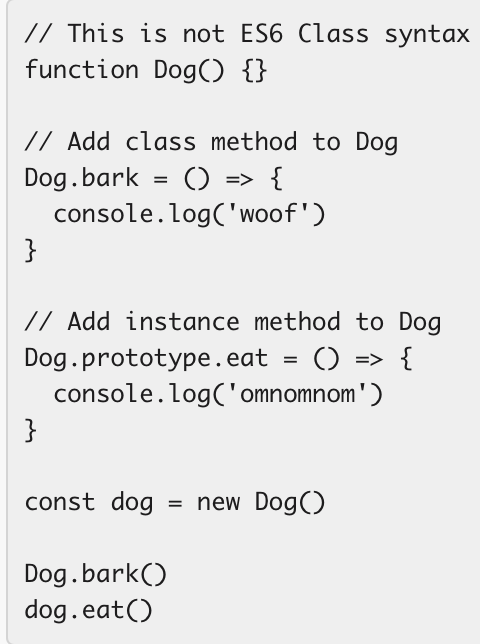 // This is not ES6 Class syntax
function Dog() {}

// Add class method to Dog
Dog.bark = () => {
  console.log('woof')
}

// Add instance method to Dog
Dog.prototype.eat = () => {
  console.log('omnomnom')
}

const dog = new Dog()

Dog.bark()
dog.eat()